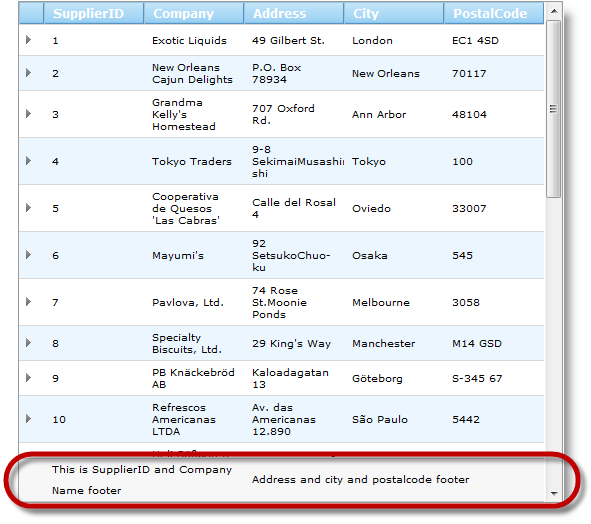 SupplierID Company Address City PostalCode
1 Exotic Liquids 49 Gilbert St. London EC1 4SD
New Orleans P.O. Box
2 New Orleans 70117
Cajun Delights 78934
Grandma
707 Oxford
3 Kelly's Ann Arbor 48104
Rd.
Homestead
9-8
4 Tokyo Traders SekimaiMusashi Tokyo 100
shi
Cooperativa
Calle del Rosal
5 de Quesos Oviedo 33007
4
'Las Cabras'
92
6 Mayumi's SetsukoChuo- Osaka 545
ku
74 Rose
7 Pavlova, Ltd. St.Moonie Melbourne 3058
Ponds
Specialty
8 29 King's Way Manchester M14 GSD
Biscuits, Ltd.
PB Knäckebröd Kaloadagatan
9 Göteborg S-345 67
AB 13
Refrescos Av. das
10 Americanas Americanas São Paulo 5442
LTDA 12.890
This is SupplierID and Company
Address and city and postalcode footer
Name footer